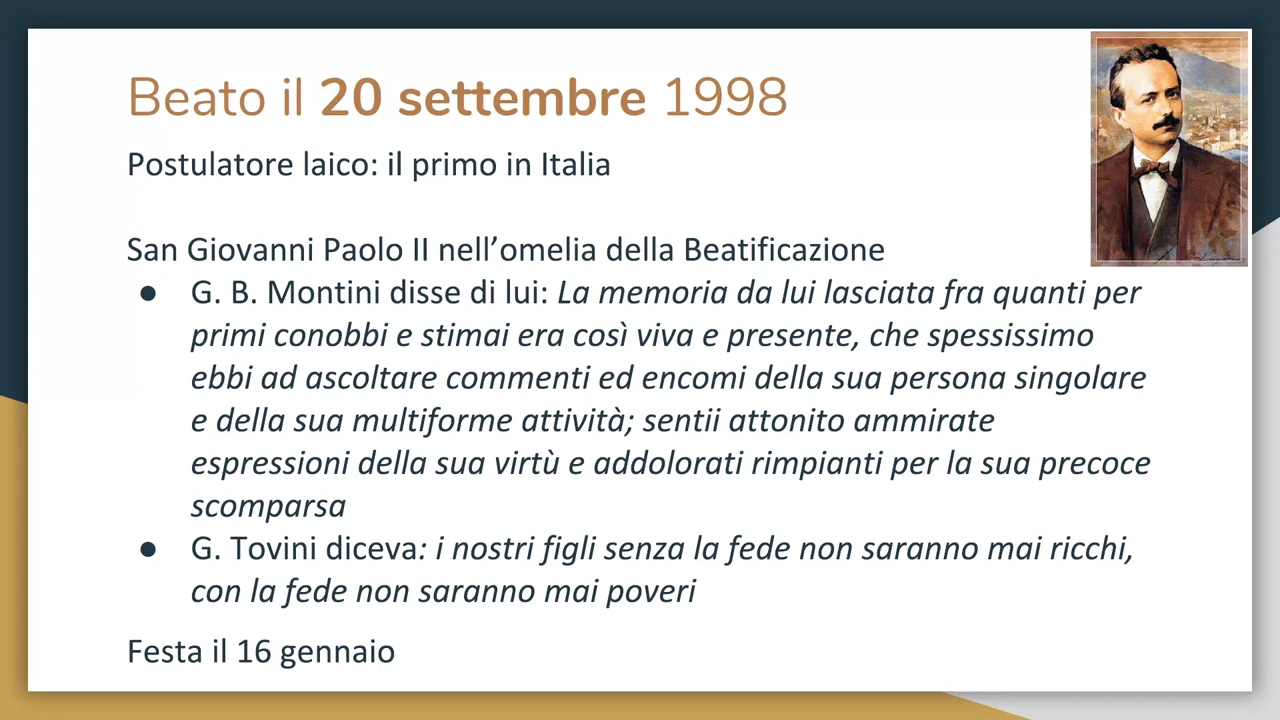 Beato il 20 settembre 1998
Postulatore laico: il primo in Italia
San Giovanni Paolo II nell’omelia della Beatificazione
● G. B. Montini disse di lui: La memoria da lui lasciata fra quanti per
primi conobbi e stimai era così viva e presente, che spessissimo
ebbi ad ascoltare commenti ed encomi della sua persona singolare
e della sua multiforme attività; sentii attonito ammirate
espressioni della sua virtù e addolorati rimpianti per la sua precoce
scomparsa
● G. Tovini diceva: i nostri figli senza la fede non saranno mai ricchi,
con la fede non saranno mai poveri
Festa il 16 gennaio